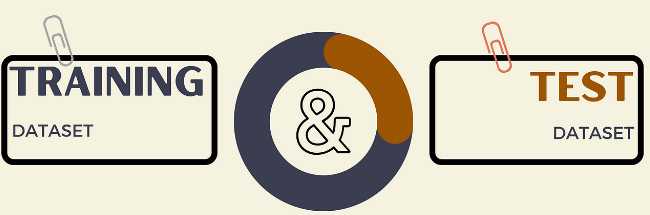 TRAINING
DATASET
&
TEST
DATASET